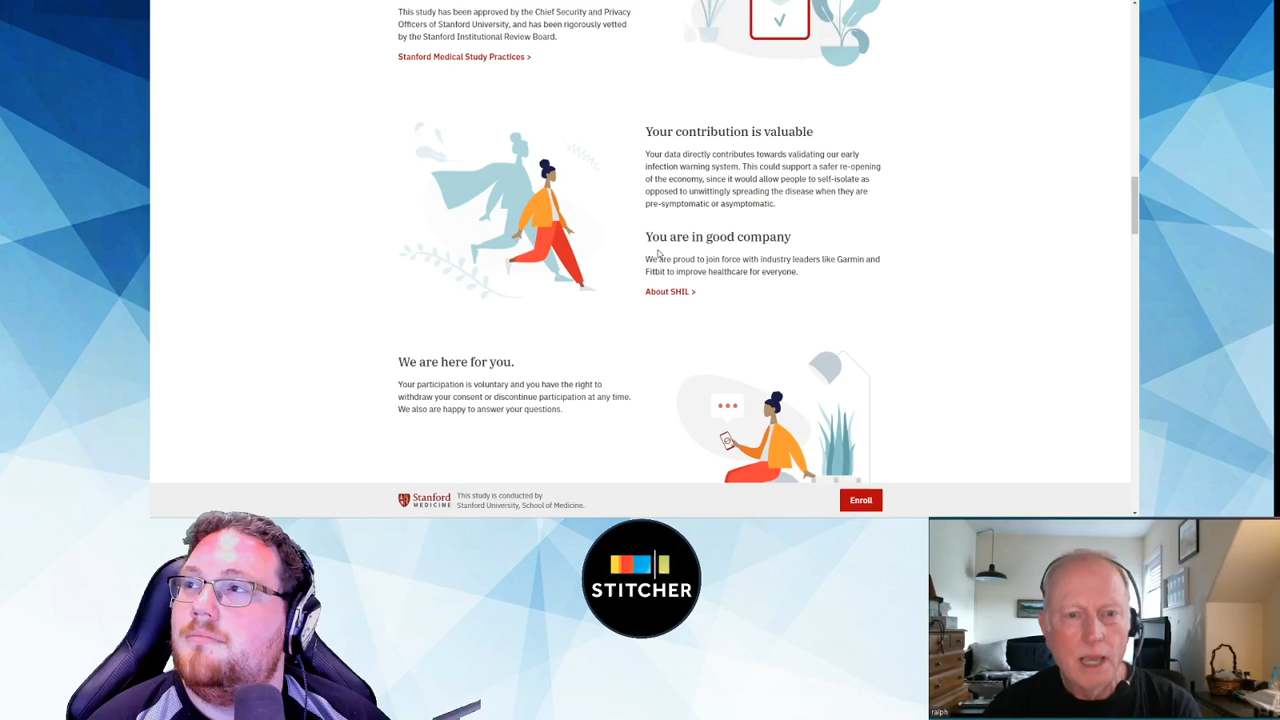 This study has been approved by the Chief Security and Privacy
Officers of Stanford University, and has been rigorously vetted
by the Stanford Institutional Review Board.
Stanford Medical Study Practices >
Your contribution is valuable
Your data directly contributes towards validating our early
infection warning system. This could support a safer re-opening
of the economy, since it would allow people to self-isolate as
opposed to unwittingly spreading the disease when they are
pre-symptomatic or asymptomatic.
You are in good company
We are proud to join force with industry leaders like Garmin and
Fitbit to improve healthcare for everyone.
About SHIL >
We are here for you.
Your participation is voluntary and you have the right to
withdraw your consent or discontinue participation at any time.
We also are happy to answer your questions.
Stanford
MEDICINE
This study is conducted by
Stanford University, School of Medicine.
Enroll
STITCHER
ralph